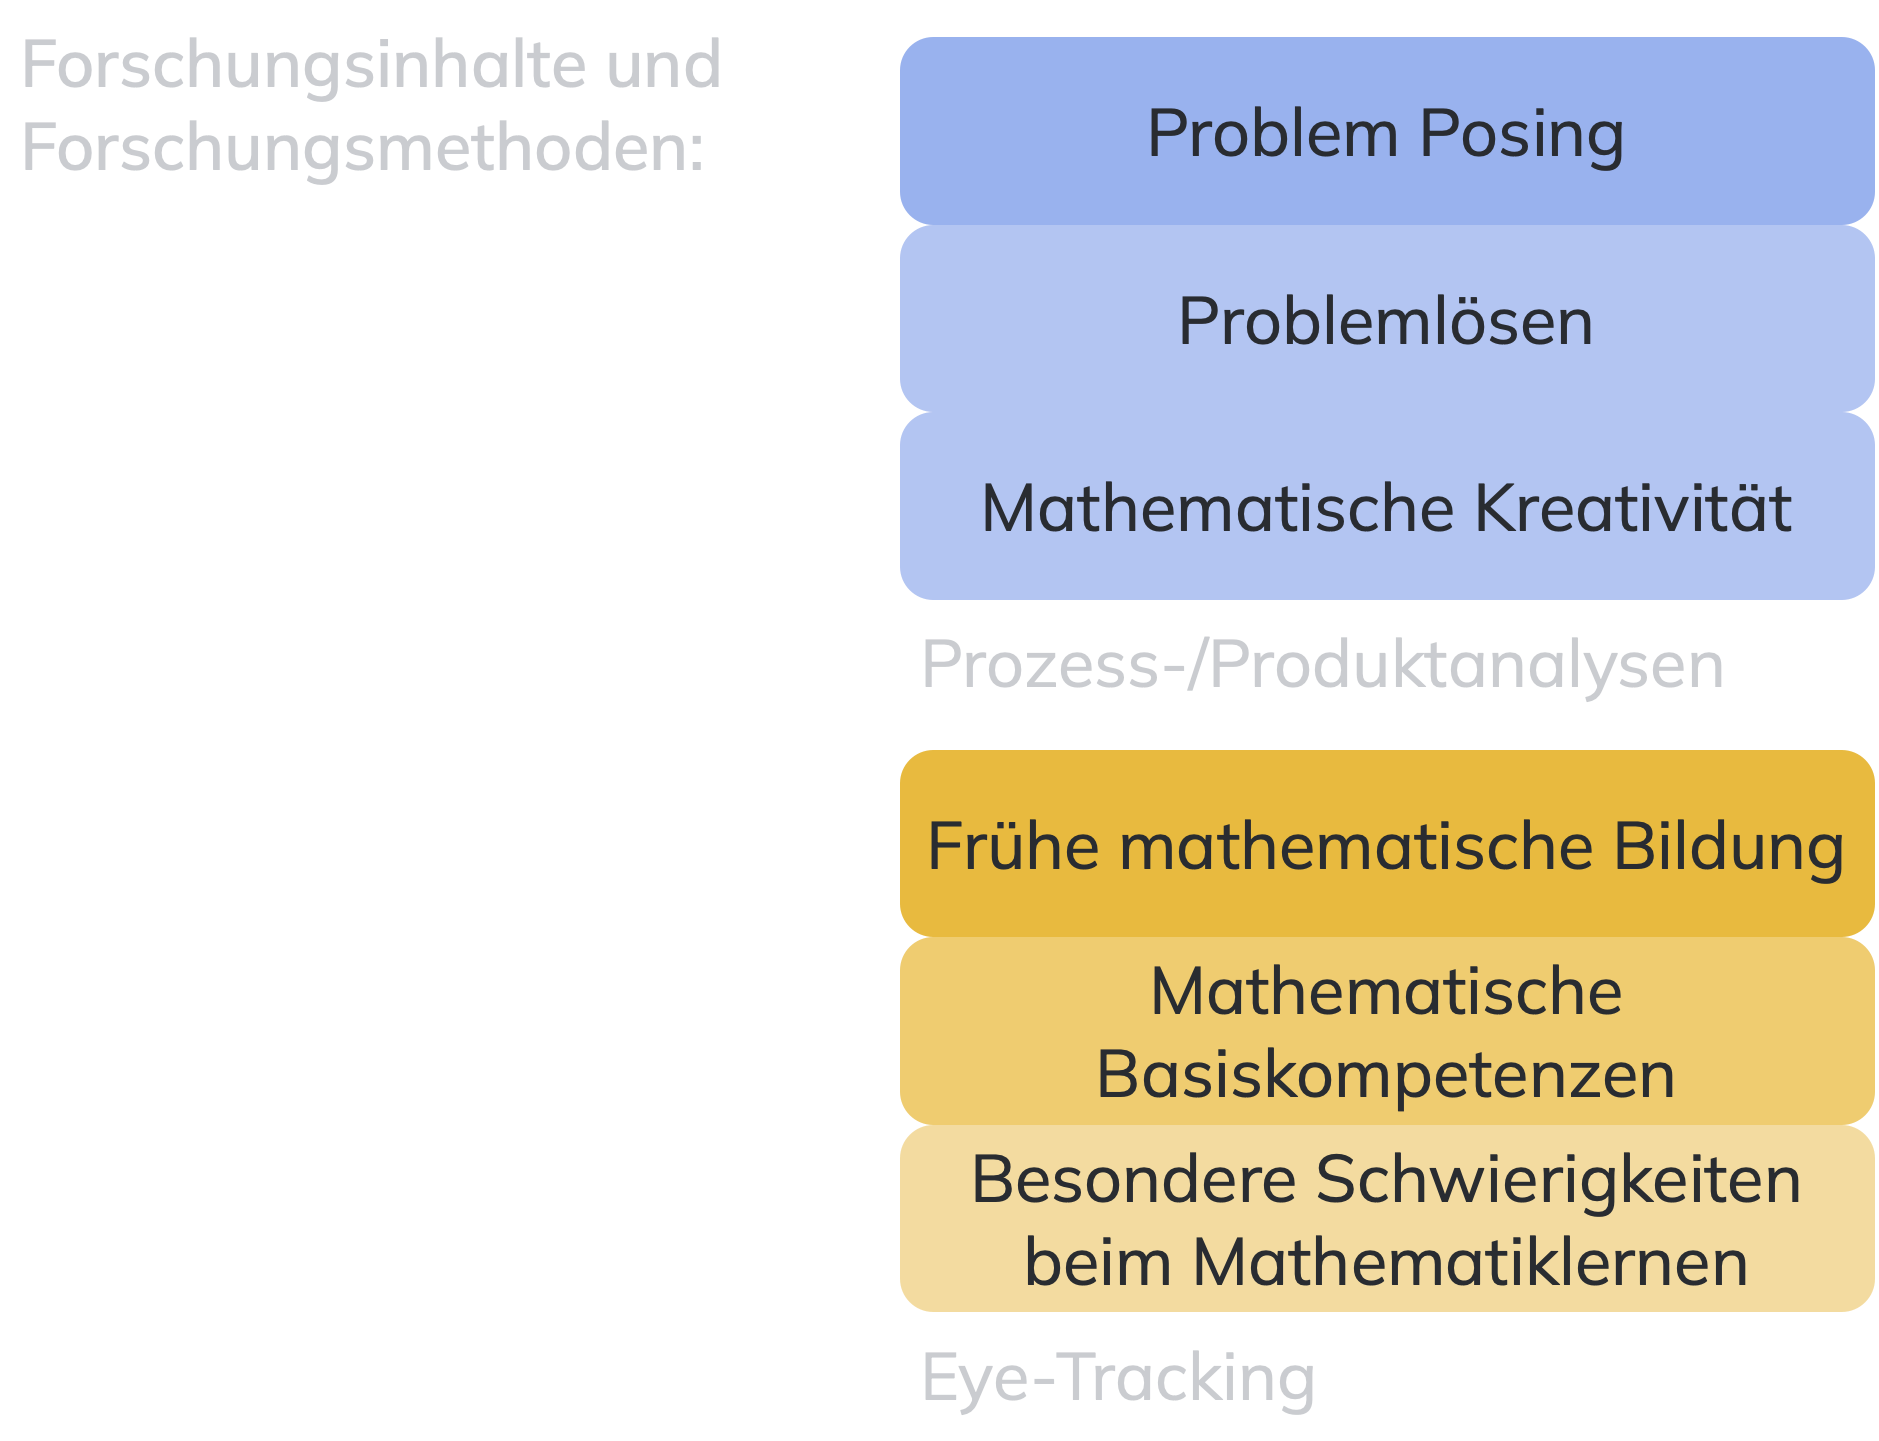 Forschungsinhalte und
Forschungsmethoden:
Problem Posing
Problemlösen
Mathematische Kreativität
Prozess-/Produktanalysen
Frühe mathematische Bildung
Mathematische
Basiskompetenzen
Besondere Schwierigkeiten
beim Mathematiklernen
Eye-Tracking